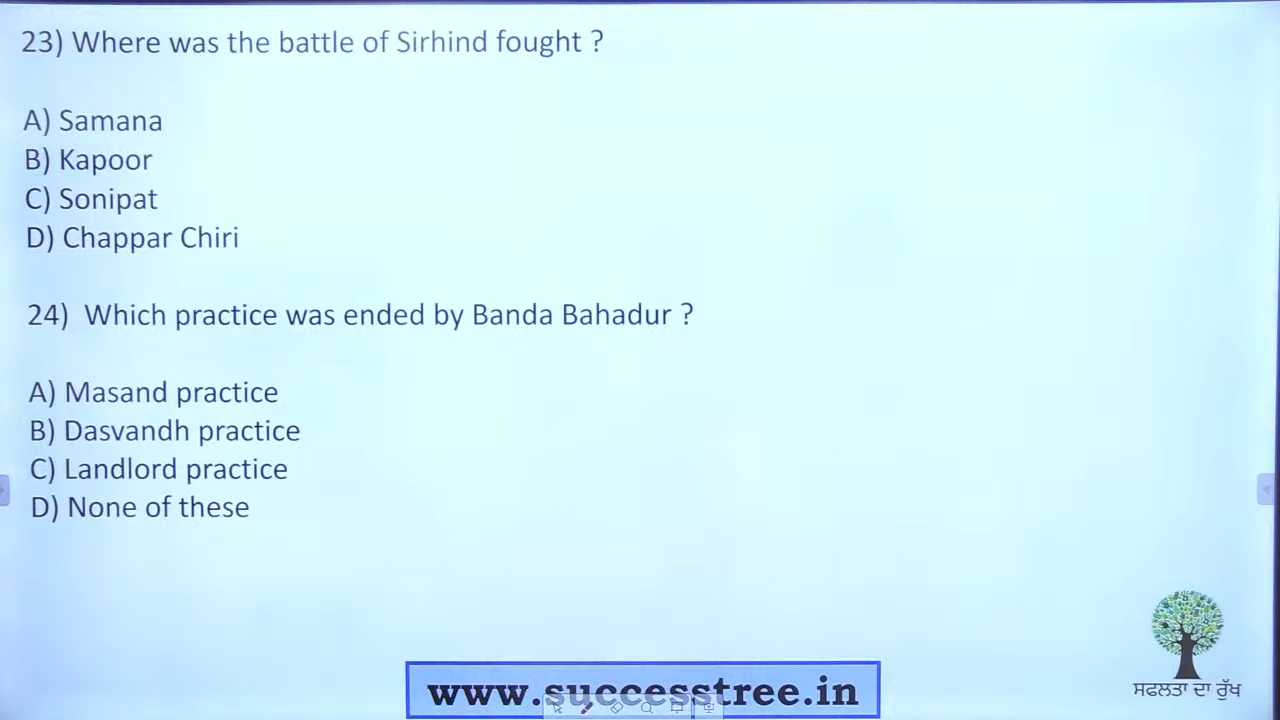 23) Where was the battle of Sirhind fought ?
A) Samana
B) Kapoor
C) Sonipat
D) Chappar Chiri
24) Which practice was ended by Banda Bahadur ?
A) Masand practice
B) Dasvandh practice
C) Landlord practice
D) None of these
www.successtree.in
ਸਫਲਤਾ ਦਾ ਰੁੱਖ